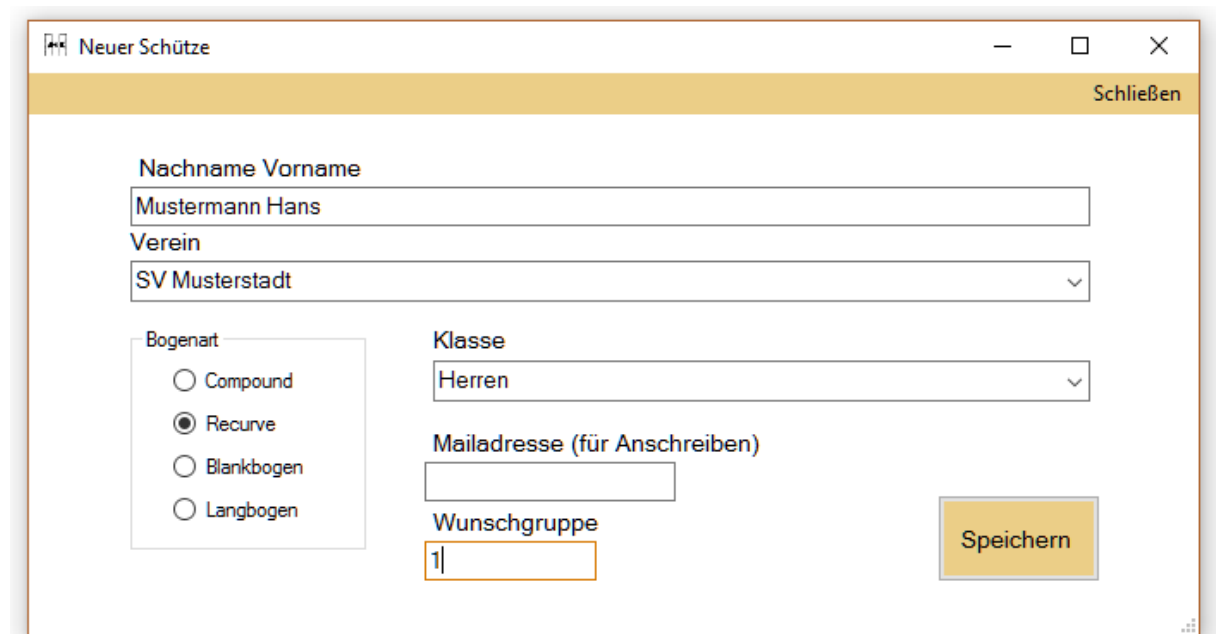 Neuer Schütze
Schließen
Nachname Vorname
Mustermann Hans
Verein
SV Musterstadt
Bogenart
Compound
Recurve
Blankbogen
Langbogen
Klasse
Herren
Mailadresse (für Anschreiben)
Wunschgruppe
1
Speichern